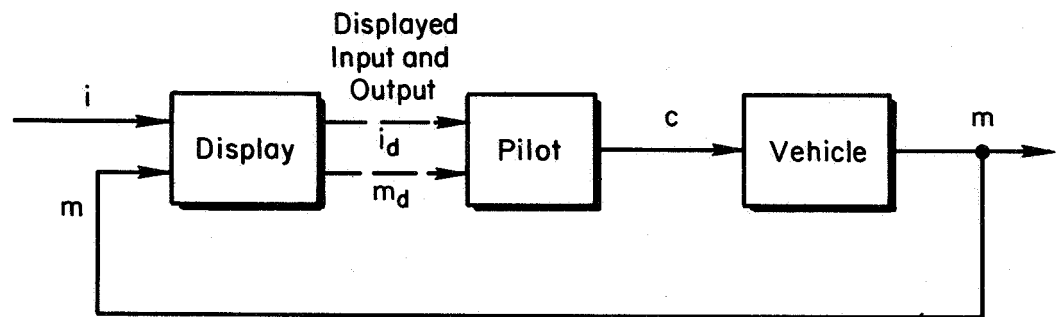 Displayed
Input and
Output
i
i_d
c
m
Display
Pilot
Vehicle
m
m_d